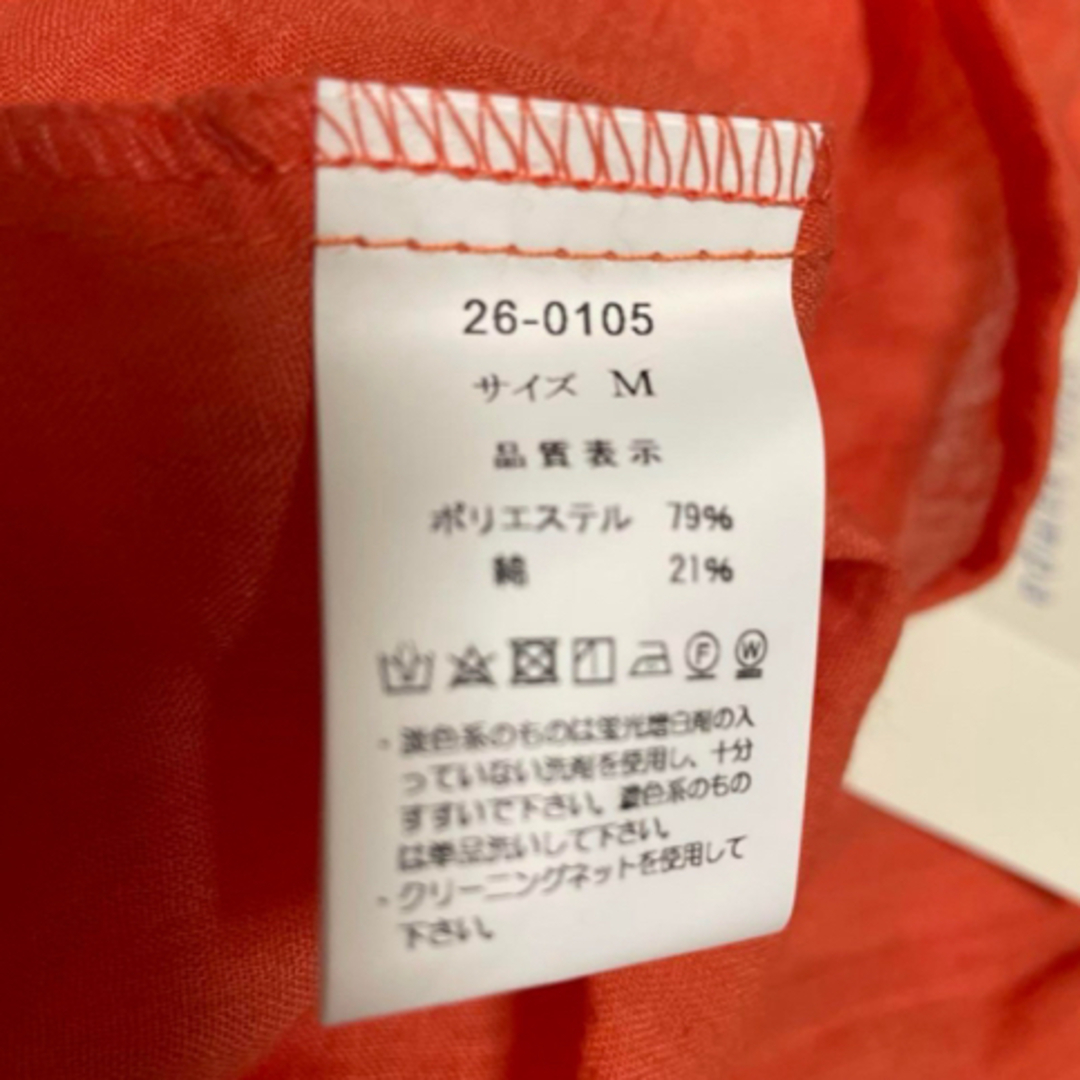 26-0105
サイズ M
品質表示
ポリエステル 79%
綿 21%
F W
・濃色系のものは蛍光増白剤の入
っていない洗剤を使用し、十分
すすいで下さい。濃色系のもの
は単品洗いして下さい。
・クリーニングネットを使用して
下さい。